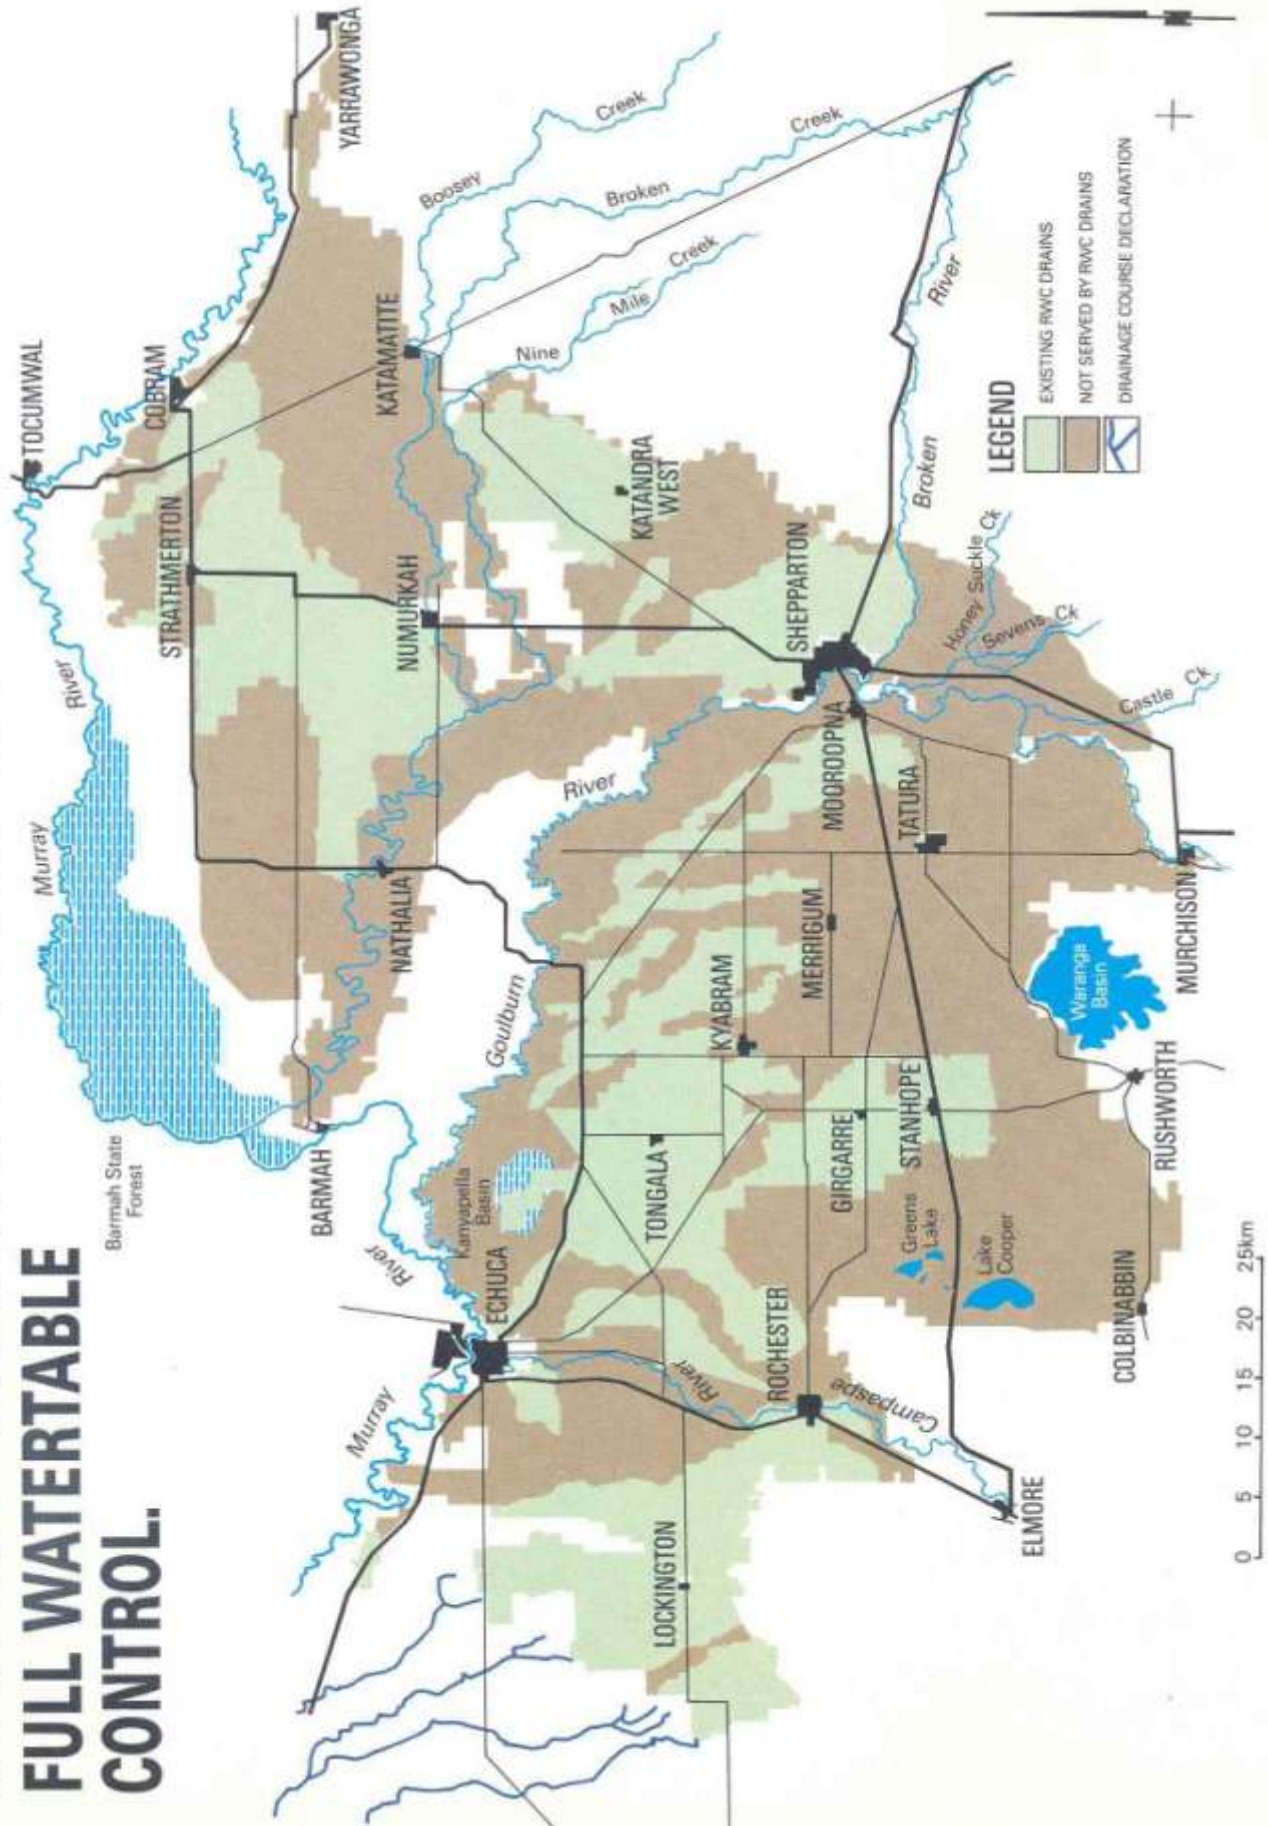 FULL WATERTABLE
CONTROL.
TOCUMWAL
COBRAM
YARRAWONGA
STRATHMERTON
Murray
River
Barmah State
Forest
BARMAH
KATAMATITE
NUMURKAH
NATHALIA
Boosey
Creek
Broken
Creek
Nine
Mile
Creek
KATANDRA
WEST
River
Kanyapella
Basin
Goulburn
River
ECHUCA
Murray
SHEPPARTON
MOOROOPNA
TATURA
MERRIGUM
KYABRAM
TONGALA
GIRGARRE
STANHOPE
Broken
River
Honey Suckle Ck
Sevens Ck
Castle Ck
LOCKINGTON
River
ROCHESTER
Campaspe
Greens
Lake
Lake
Cooper
Waranga
Basin
MURCHISON
RUSHWORTH
COLBINABBIN
ELMORE
LEGEND
EXISTING RWC DRAINS
NOT SERVED BY RWC DRAINS
DRAINAGE COURSE DECLARATION
0 5 10 15 20 25km
N